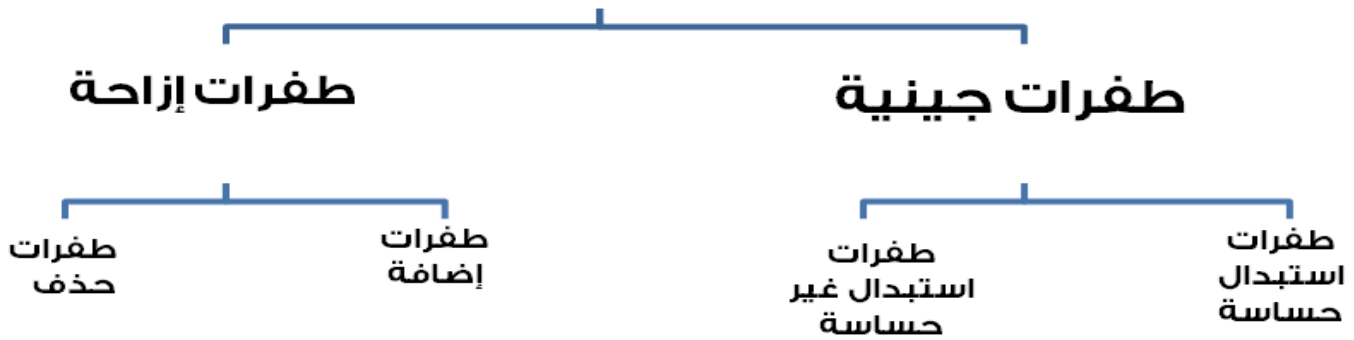 طفرات جينية
طفرات إزاحة
طفرات
استبدال
حساسة
طفرات
استبدال غير
حساسة
طفرات
إضافة
طفرات
حذف